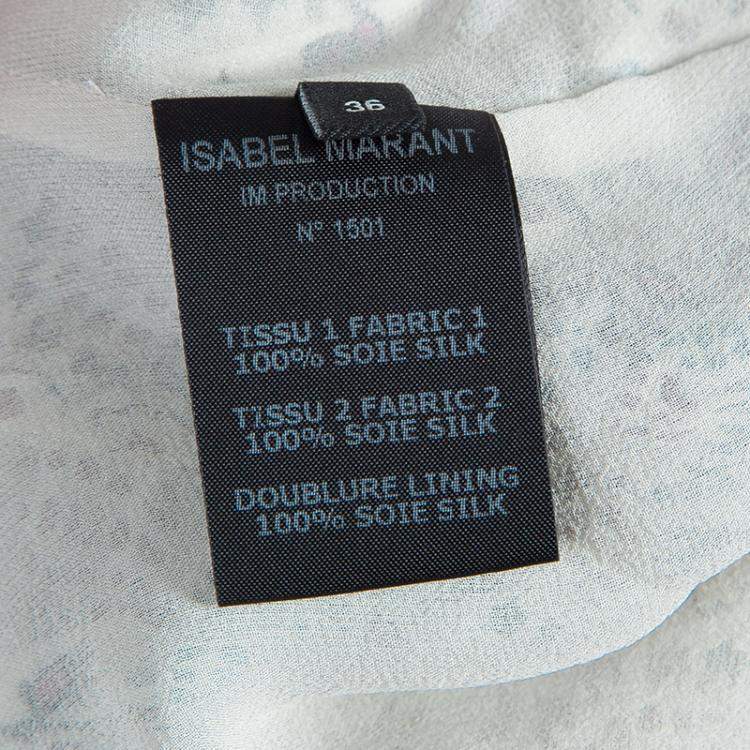 36
ISABEL MARANT
IM PRODUCTION
N° 1501
TISSU 1 FABRIC 1
100% SOIE SILK
TISSU 2 FABRIC 2
100% SOIE SILK
DOUBLURE LINING
100% SOIE SILK